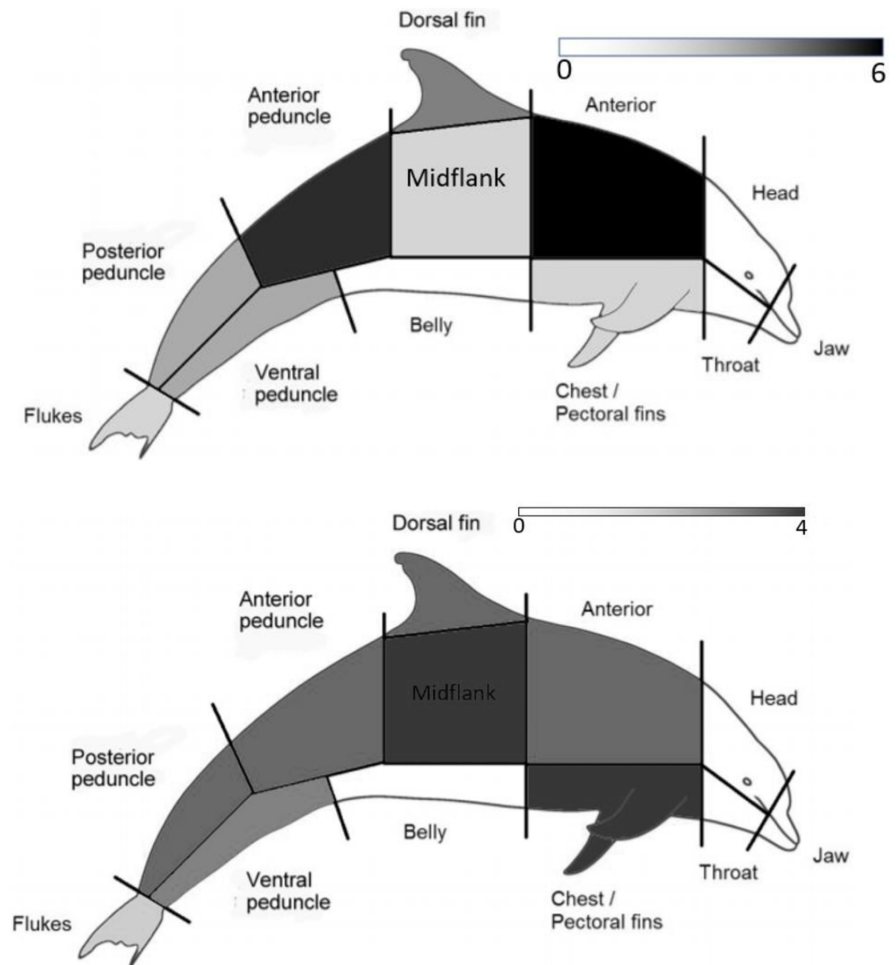 Dorsal fin
0
6
Anterior
peduncle
Anterior
Midflank
Head
Posterior
peduncle
Belly
Jaw
Throat
Ventral
peduncle
Chest /
Pectoral fins
Flukes
Dorsal fin
0
4
Anterior
peduncle
Anterior
Midflank
Head
Posterior
peduncle
Belly
Jaw
Throat
Ventral
peduncle
Chest /
Pectoral fins
Flukes